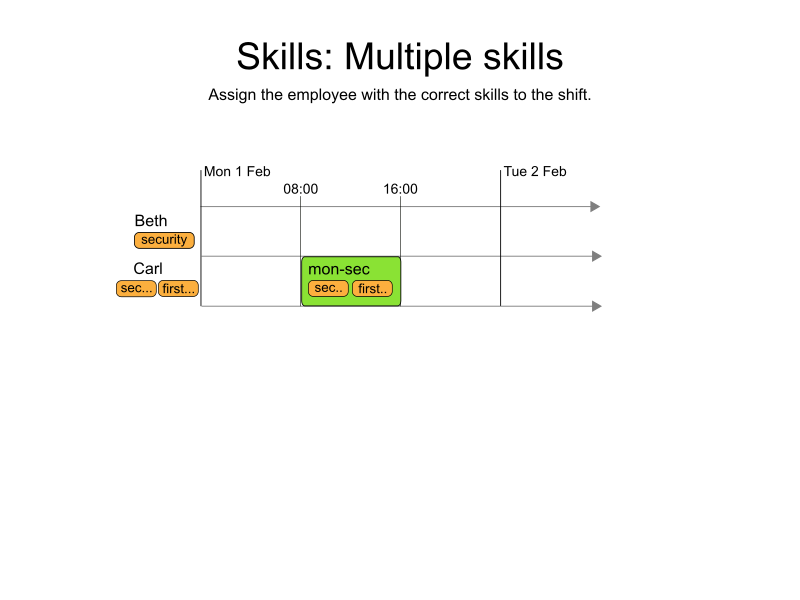 Skills: Multiple skills
Assign the employee with the correct skills to the shift.
Mon 1 Feb
Tue 2 Feb
08:00
16:00
Beth
security
Carl
mon-sec
sec...
first...
sec..
first..